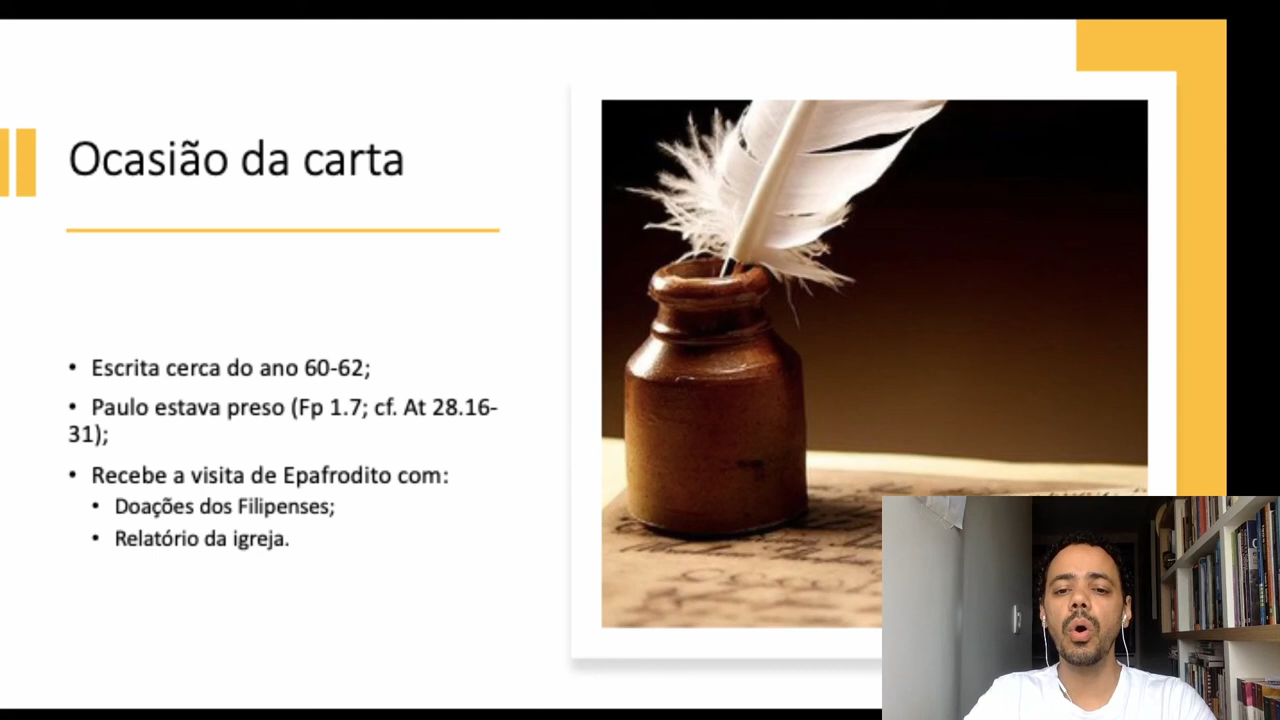 Ocasião da carta
• Escrita cerca do ano 60-62;
• Paulo estava preso (Fp 1.7; cf. At 28.16-
31);
• Recebe a visita de Epafrodito com:
• Doações dos Filipenses;
• Relatório da igreja.